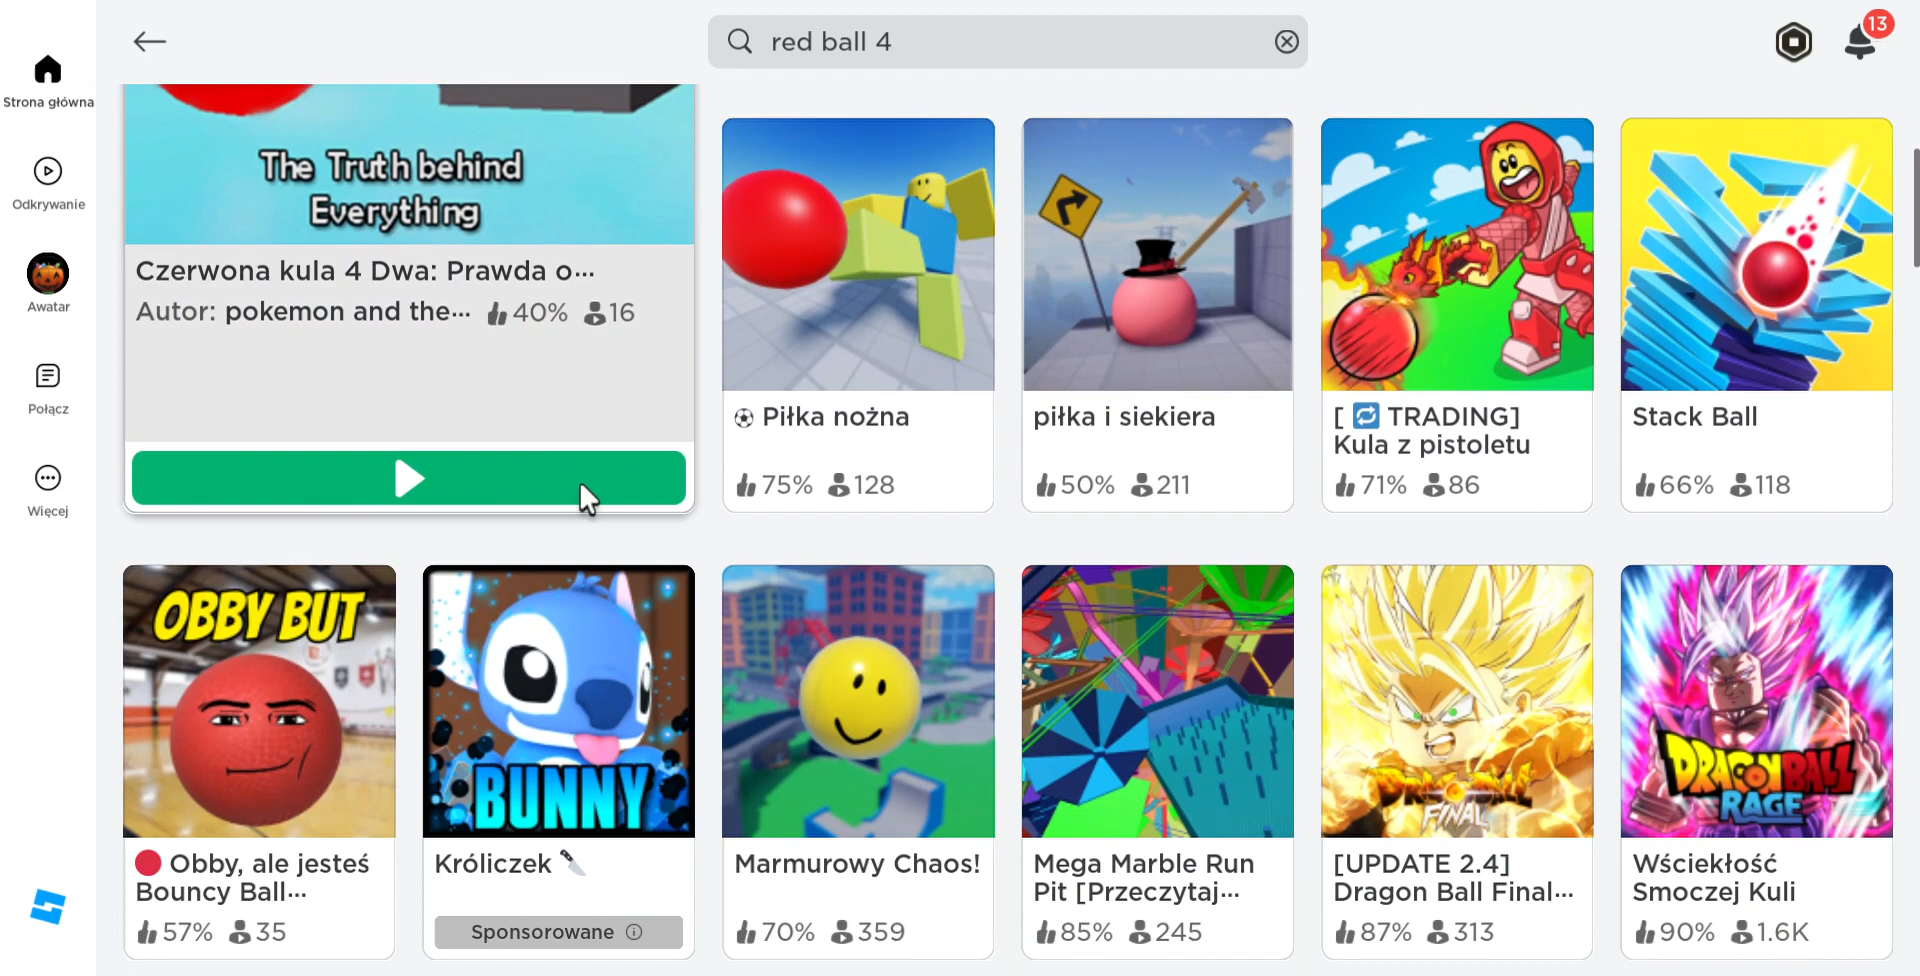 red ball 4
13
Strona główna
Odkrywanie
Awatar
Połącz
Więcej
The Truth behind
Everything
Czerwona kula 4 Dwa: Prawda o...
Autor: pokemon and the... 40% 16
Piłka nożna
75% 128
piłka i siekiera
50% 211
[ TRADING]
Kula z pistoletu
71% 86
Stack Ball
66% 118
OBBY BUT
Obby, ale jesteś
Bouncy Ball...
57% 35
BUNNY
Króliczek
Sponsorowane
Marmurowy Chaos!
70% 359
Mega Marble Run
Pit [Przeczytaj...
85% 245
DRAGON BALL
FINAL
[UPDATE 2.4]
Dragon Ball Final...
87% 313
DRAGON BALL
RAGE
Wściekłość
Smoczej Kuli
90% 1.6K